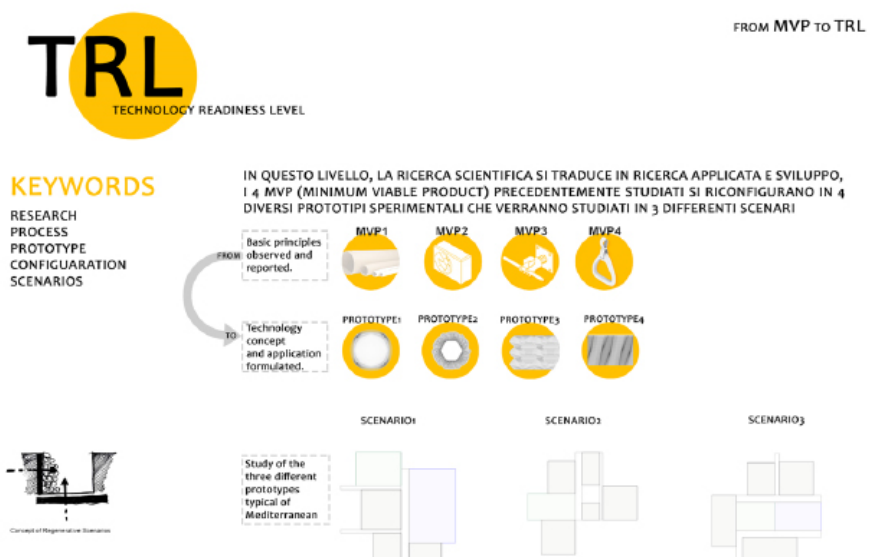 FROM MVP TO TRL
TRL
TECHNOLOGY READINESS LEVEL
KEYWORDS
RESEARCH
PROCESS
PROTOTYPE
CONFIGUARATION
SCENARIOS
IN QUESTO LIVELLO, LA RICERCA SCIENTIFICA SI TRADUCE IN RICERCA APPLICATA E SVILUPPO,
I 4 MVP (MINIMUM VIABLE PRODUCT) PRECEDENTEMENTE STUDIATI SI RICONFIGURANO IN 4
DIVERSI PROTOTIPI SPERIMENTALI CHE VERRANNO STUDIATI IN 3 DIFFERENTI SCENARI
MVP1 MVP2 MVP3 MVP4
FROM
Basic principles
observed and
reported.
PROTOTYPE1 PROTOTYPE2 PROTOTYPE3 PROTOTYPE4
TO
Technology
concept
and application
formulated.
SCENARIO1 SCENARIO2 SCENARIO3
Study of the
three different
prototypes
typical of
Mediterranean
Concept of Regenerative Scenarios